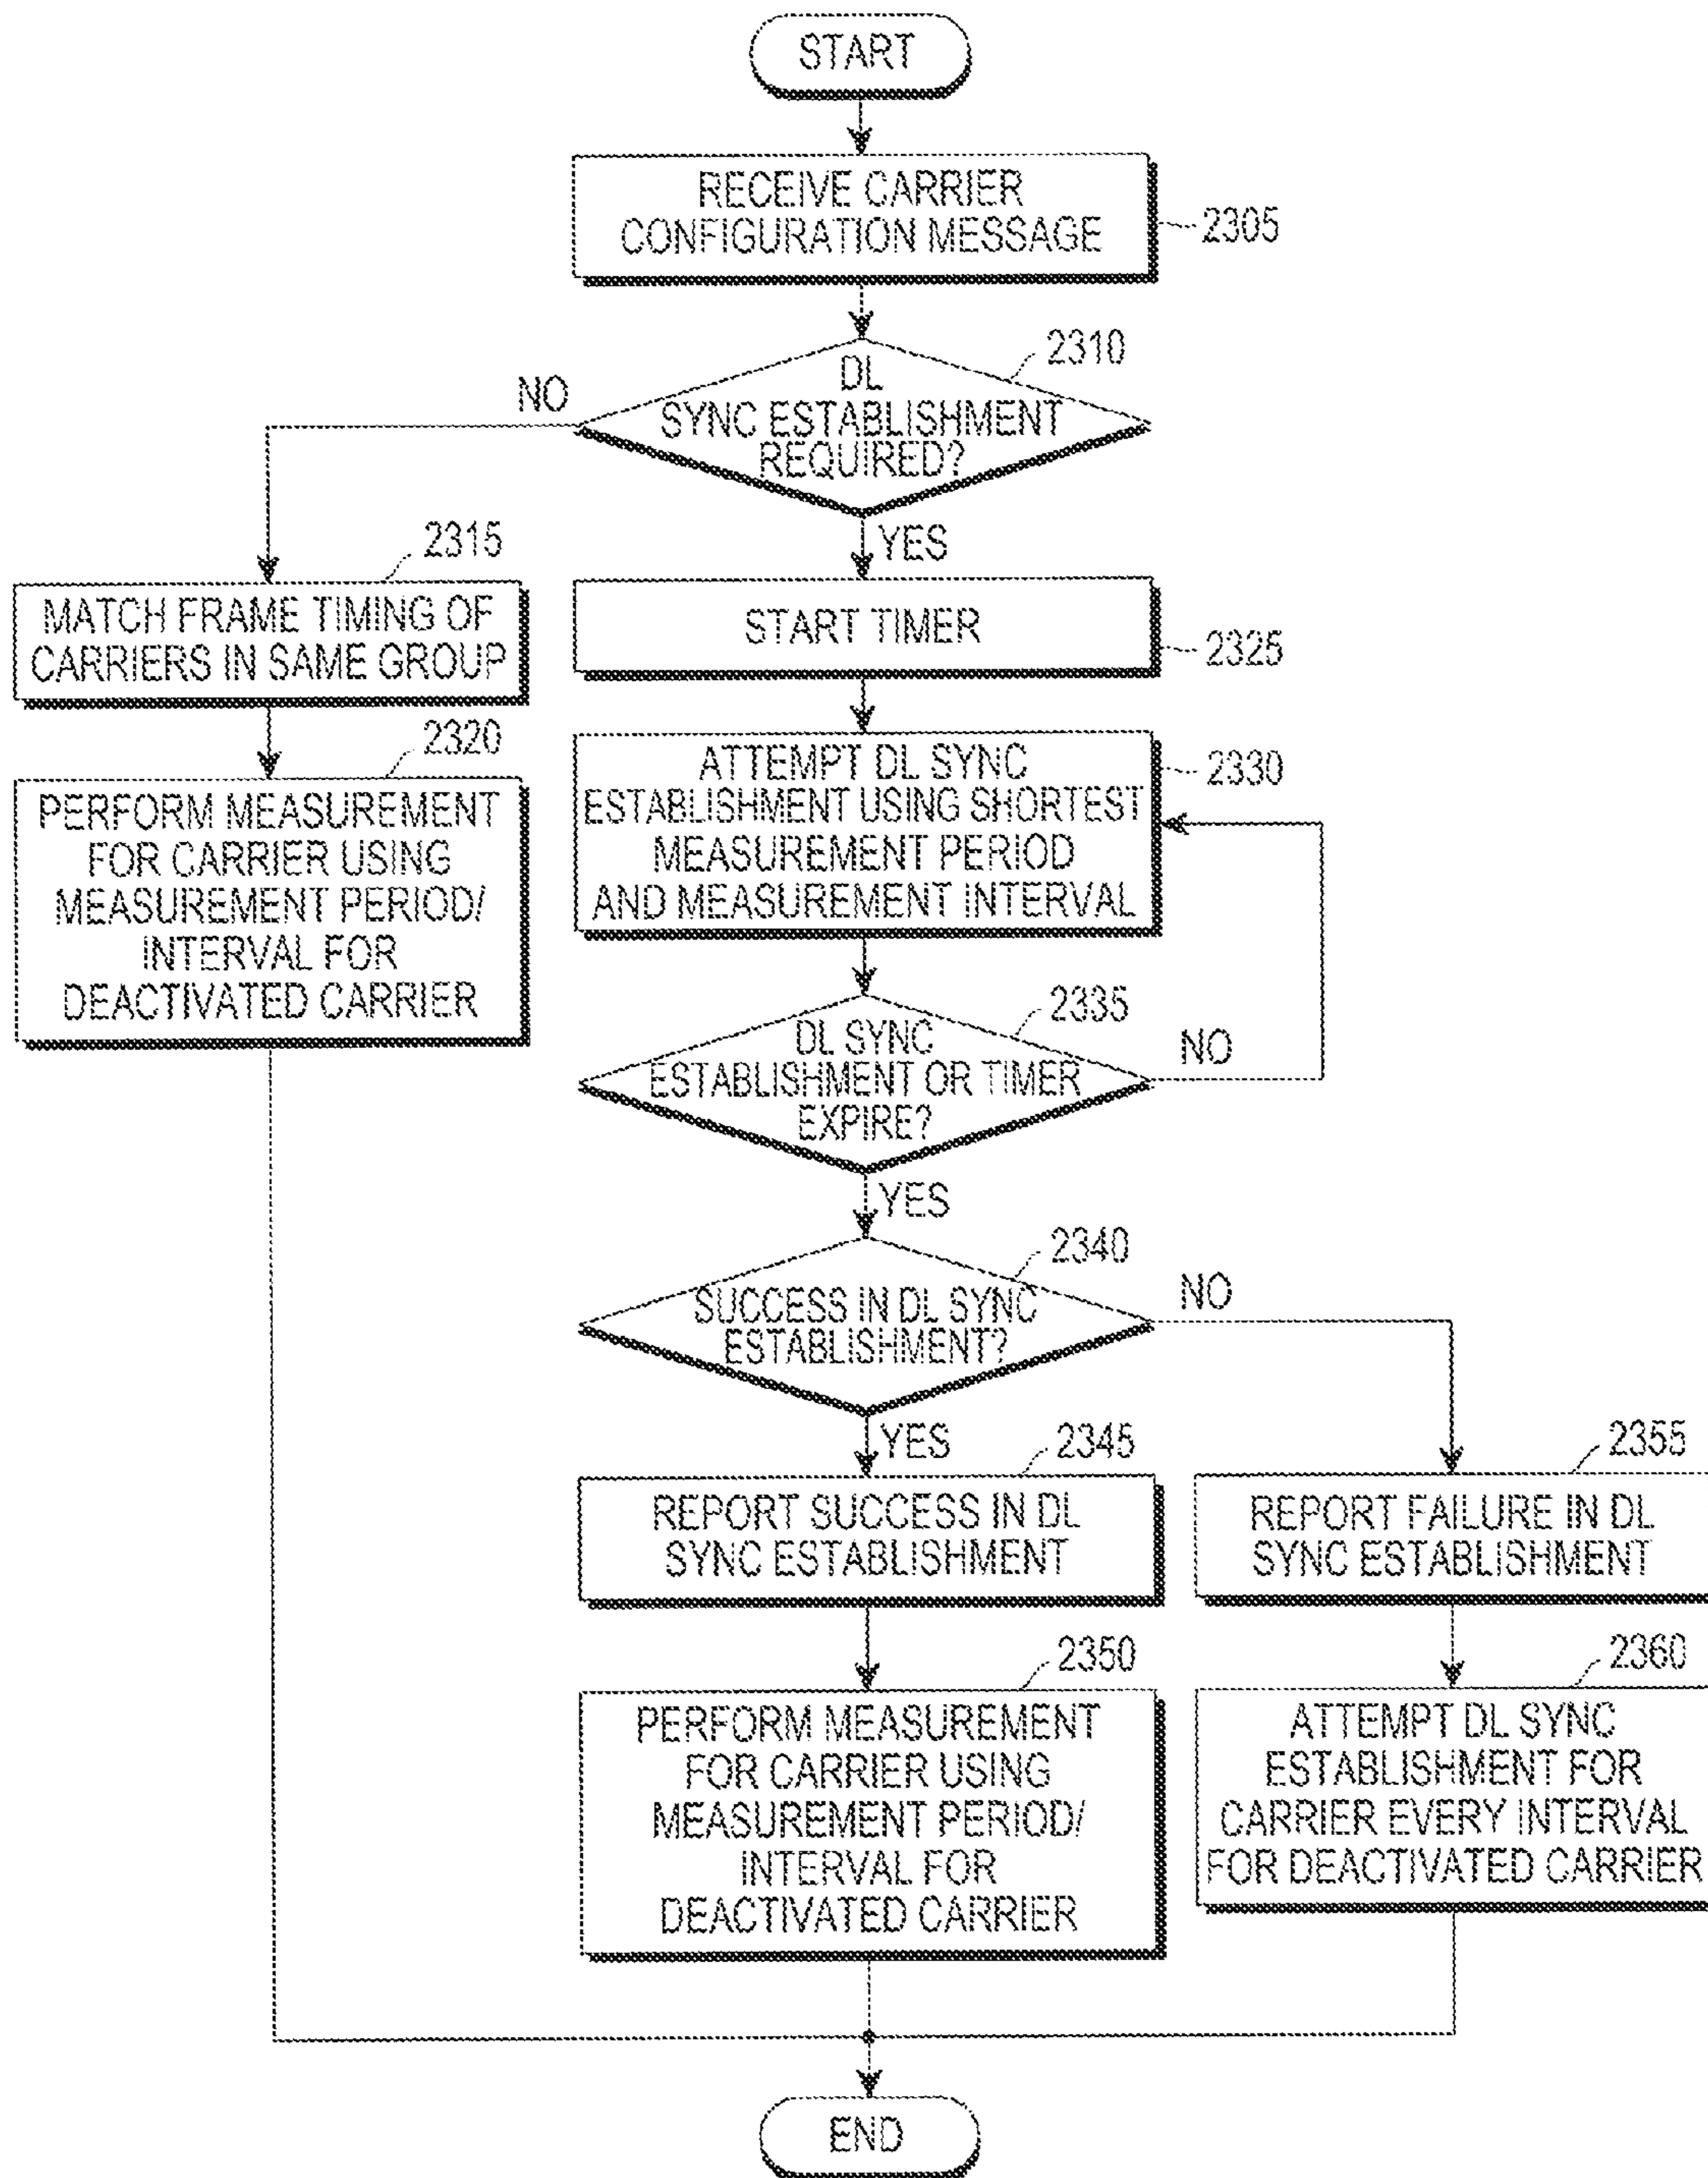 START
RECEIVE CARRIER
CONFIGURATION MESSAGE
2305
2310
DL
SYNC ESTABLISHMENT
REQUIRED?
NO
YES
2315
MATCH FRAME TIMING OF
CARRIERS IN SAME GROUP
START TIMER
2325
2320
PERFORM MEASUREMENT
FOR CARRIER USING
MEASUREMENT PERIOD/
INTERVAL FOR
DEACTIVATED CARRIER
ATTEMPT DL SYNC
ESTABLISHMENT USING SHORTEST
MEASUREMENT PERIOD
AND MEASUREMENT INTERVAL
2330
2335
DL SYNC
ESTABLISHMENT OR TIMER
EXPIRE?
NO
YES
2340
SUCCESS IN DL SYNC
ESTABLISHMENT?
NO
YES
2345
REPORT SUCCESS IN DL
SYNC ESTABLISHMENT
2355
REPORT FAILURE IN DL
SYNC ESTABLISHMENT
2350
PERFORM MEASUREMENT
FOR CARRIER USING
MEASUREMENT PERIOD/
INTERVAL FOR
DEACTIVATED CARRIER
2360
ATTEMPT DL SYNC
ESTABLISHMENT FOR
CARRIER EVERY INTERVAL
FOR DEACTIVATED CARRIER
END